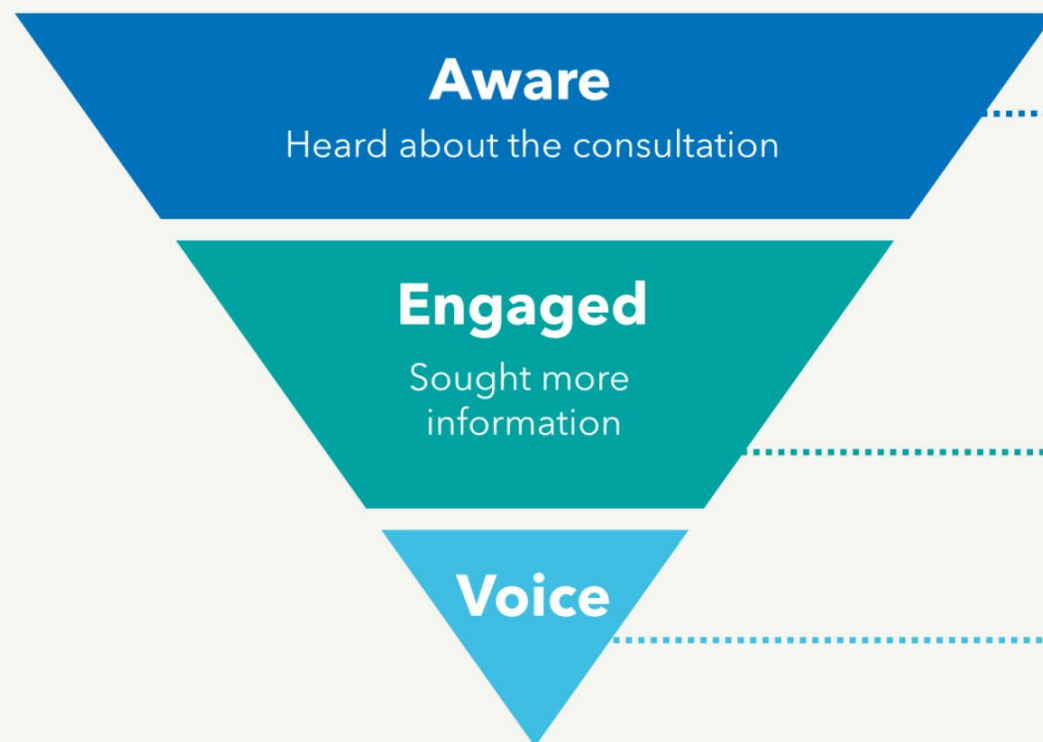 Aware
Heard about the consultation
Engaged
Sought more
information
Voice